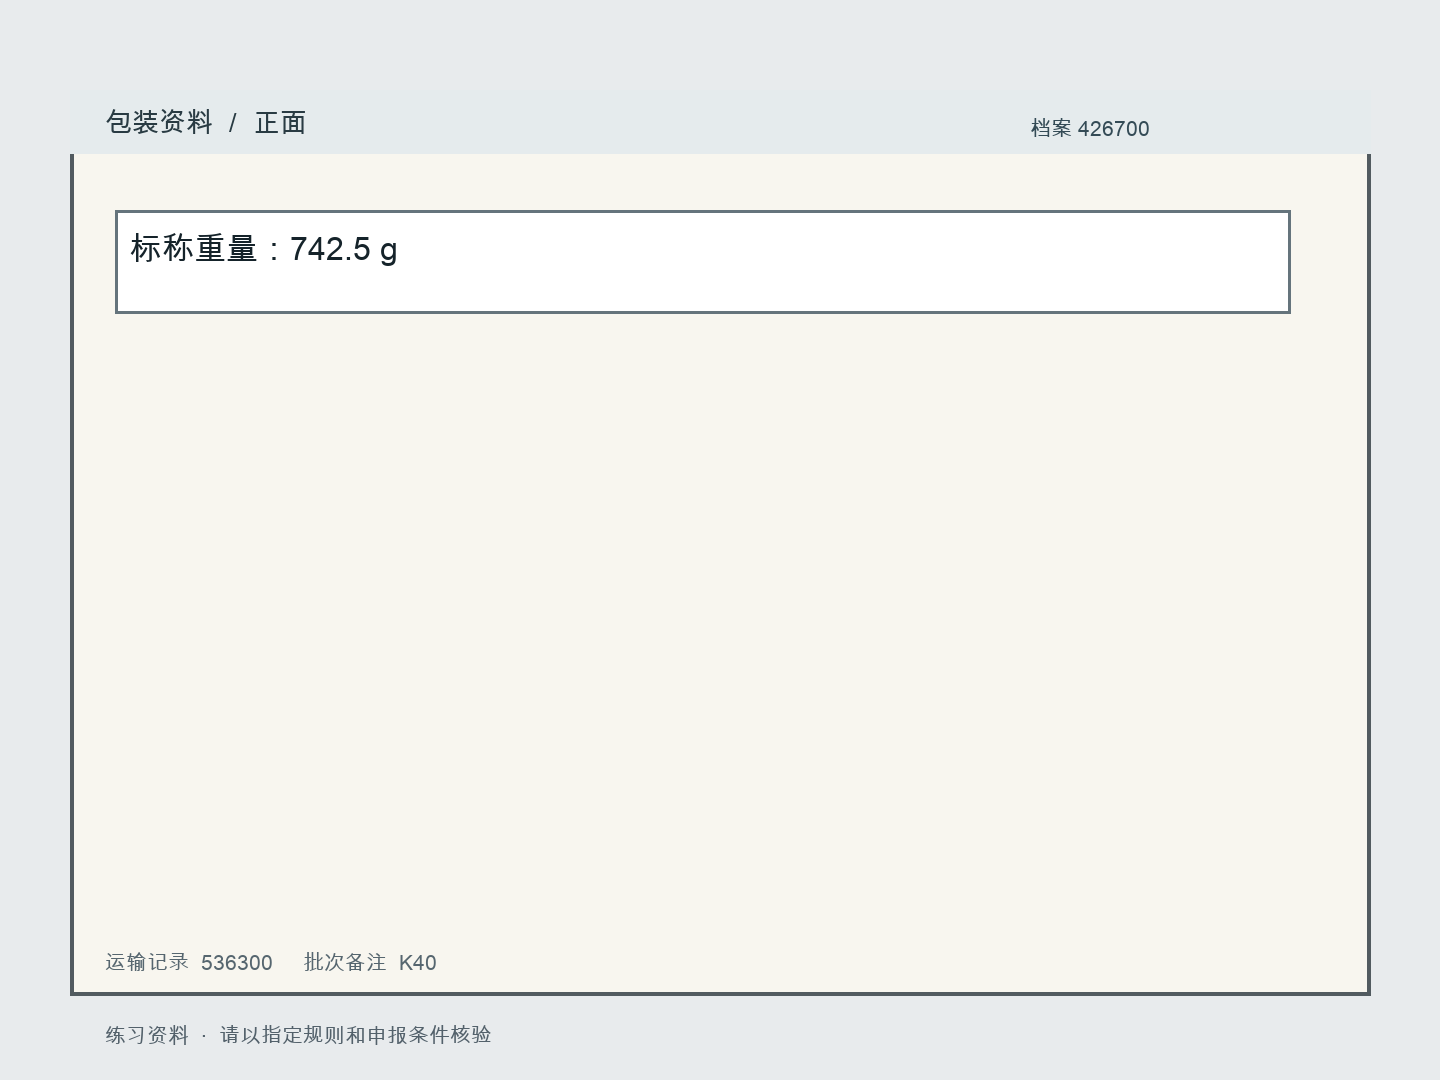 包装资料 / 正面
档案 426700
标称重量：742.5 g
运输记录 536300 批次备注 K40
练习资料 · 请以指定规则和申报条件核验